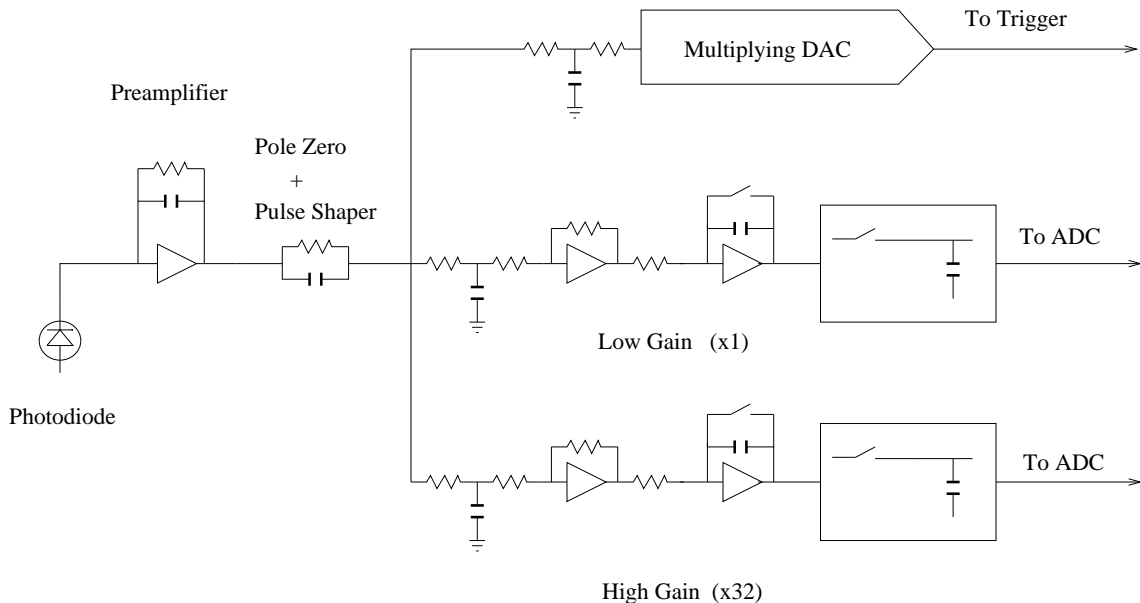 To Trigger
Multiplying DAC
Preamplifier
Pole Zero
+
Pulse Shaper
To ADC
Low Gain (x1)
Photodiode
To ADC
High Gain (x32)